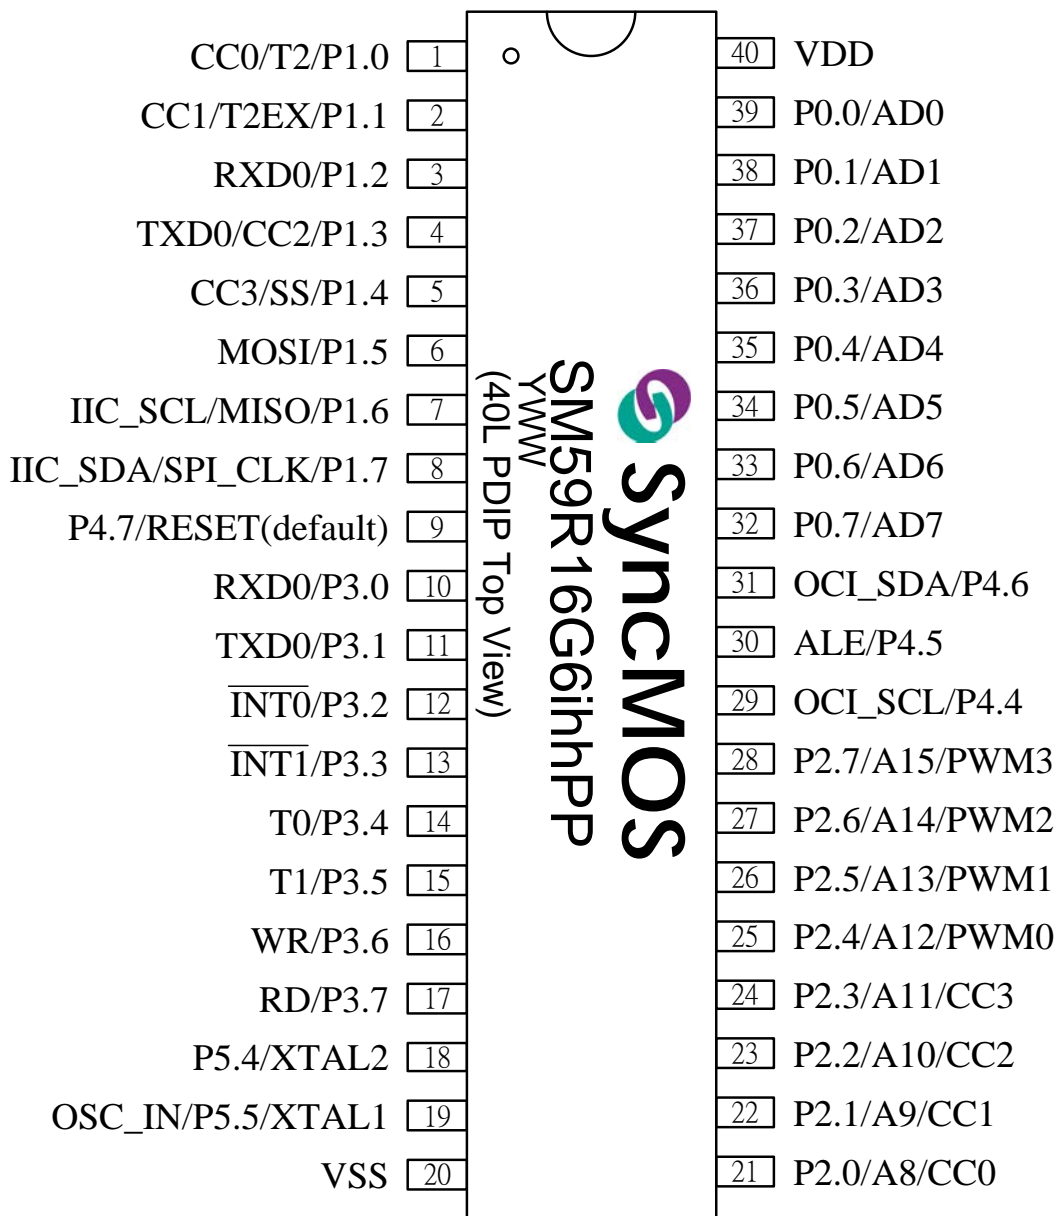 CC0/T2/P1.0 1
CC1/T2EX/P1.1 2
RXD0/P1.2 3
TXD0/CC2/P1.3 4
CC3/SS/P1.4 5
MOSI/P1.5 6
IIC_SCL/MISO/P1.6 7
IIC_SDA/SPI_CLK/P1.7 8
P4.7/RESET(default) 9
RXD0/P3.0 10
TXD0/P3.1 11
INT0/P3.2 12
INT1/P3.3 13
T0/P3.4 14
T1/P3.5 15
WR/P3.6 16
RD/P3.7 17
P5.4/XTAL2 18
OSC_IN/P5.5/XTAL1 19
VSS 20
SyncMOS
SM59R16G6ihhPP
YWW
(40L PDIP Top View)
40 VDD
39 P0.0/AD0
38 P0.1/AD1
37 P0.2/AD2
36 P0.3/AD3
35 P0.4/AD4
34 P0.5/AD5
33 P0.6/AD6
32 P0.7/AD7
31 OCI_SDA/P4.6
30 ALE/P4.5
29 OCI_SCL/P4.4
28 P2.7/A15/PWM3
27 P2.6/A14/PWM2
26 P2.5/A13/PWM1
25 P2.4/A12/PWM0
24 P2.3/A11/CC3
23 P2.2/A10/CC2
22 P2.1/A9/CC1
21 P2.0/A8/CC0